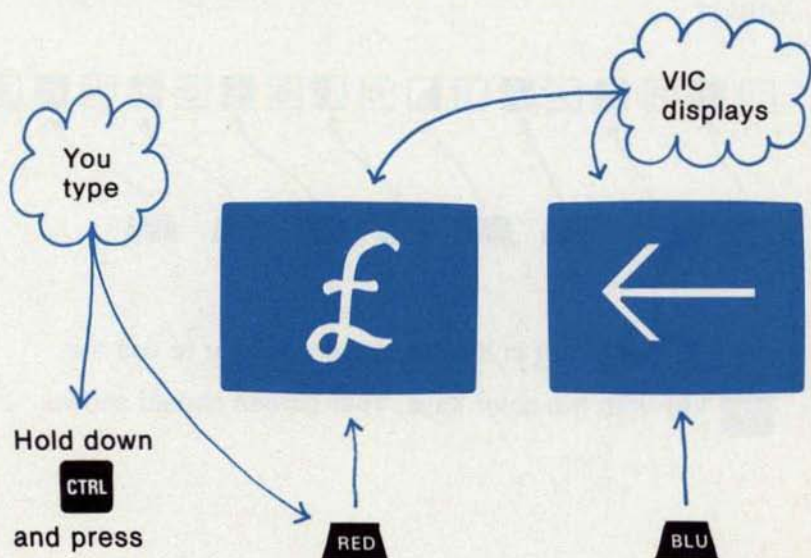 You
type
VIC
displays
£
←
Hold down
CTRL
and press
RED
BLU